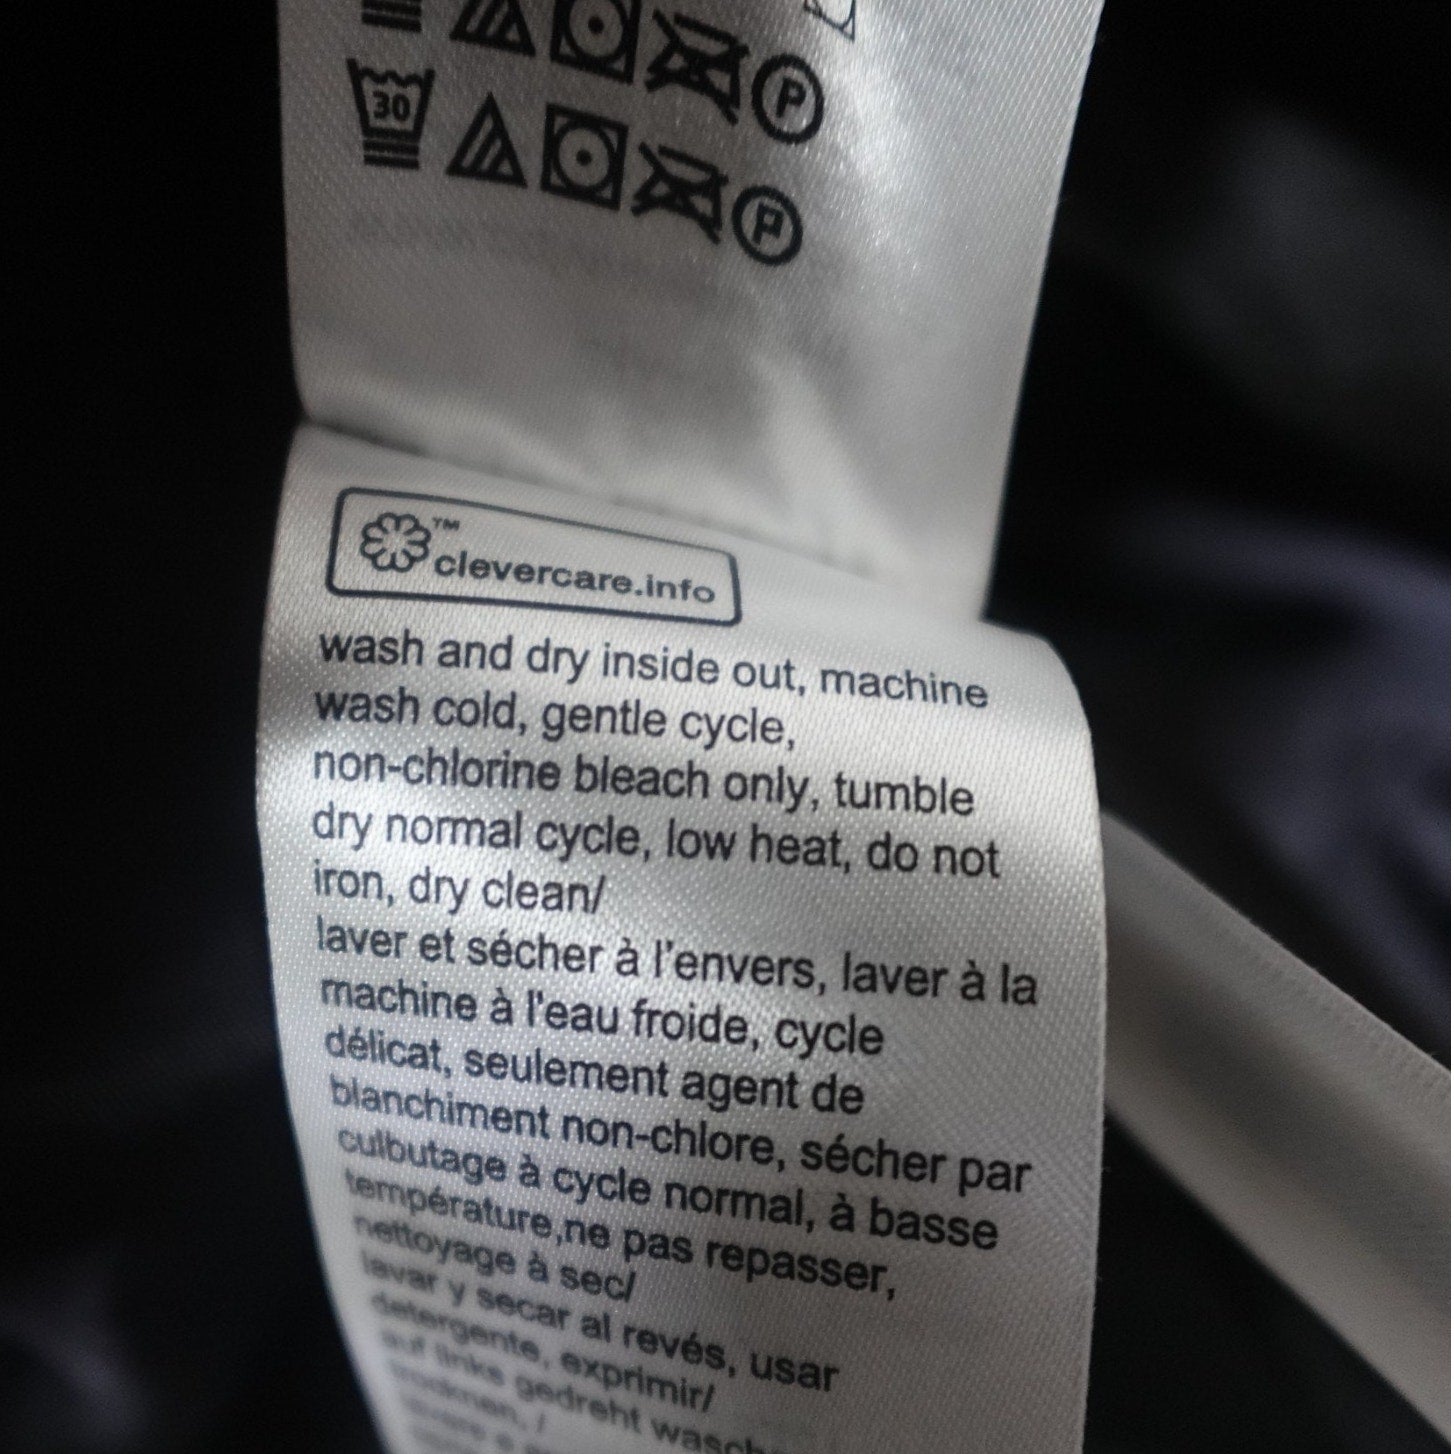 P
30
P
TM
clevercare.info
wash and dry inside out, machine
wash cold, gentle cycle,
non-chlorine bleach only, tumble
dry normal cycle, low heat, do not
iron, dry clean/
laver et sécher à l'envers, laver à la
machine à l'eau froide, cycle
délicat, seulement agent de
blanchiment non-chlore, sécher par
culbutage à cycle normal, à basse
température,ne pas repasser,
nettoyage à sec/
lavar y secar al revés, usar
detergente, exprimir/
auf links gedreht